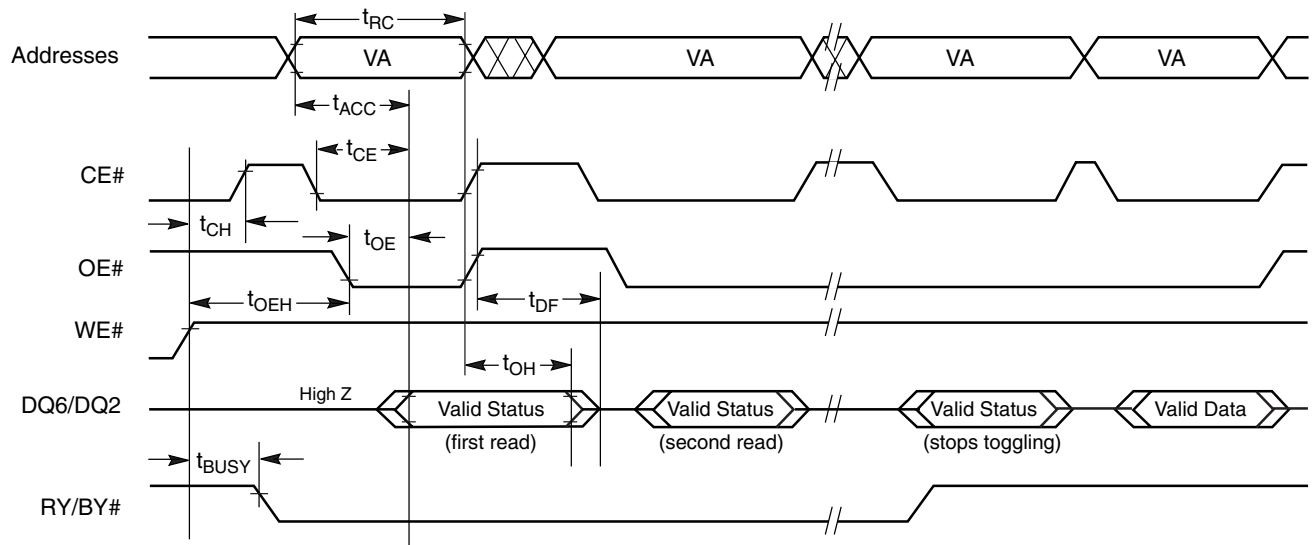 tRC
Addresses VA VA VA VA
tACC
tCE
CE#
tCH
tOE
OE#
tOEH tDF
WE#
tOH
High Z
DQ6/DQ2 Valid Status Valid Status Valid Status Valid Data
(first read) (second read) (stops toggling)
tBUSY
RY/BY#